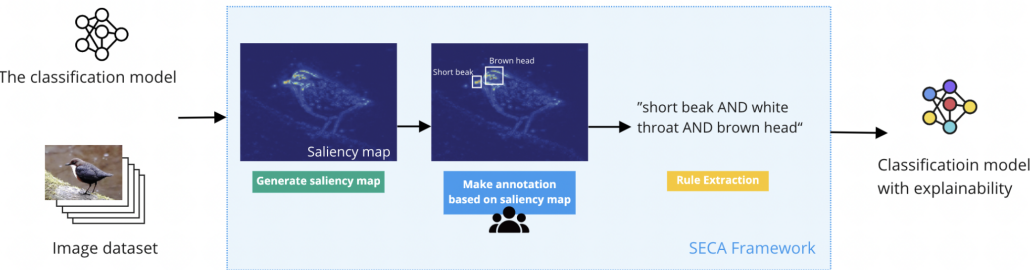 The classification model
Image dataset
Saliency map
Generate saliency map
Short beak
Brown head
Make annotation
based on saliency map
"short beak AND white
throat AND brown head“
Rule Extraction
SECA Framework
Classificatioin model
with explainability